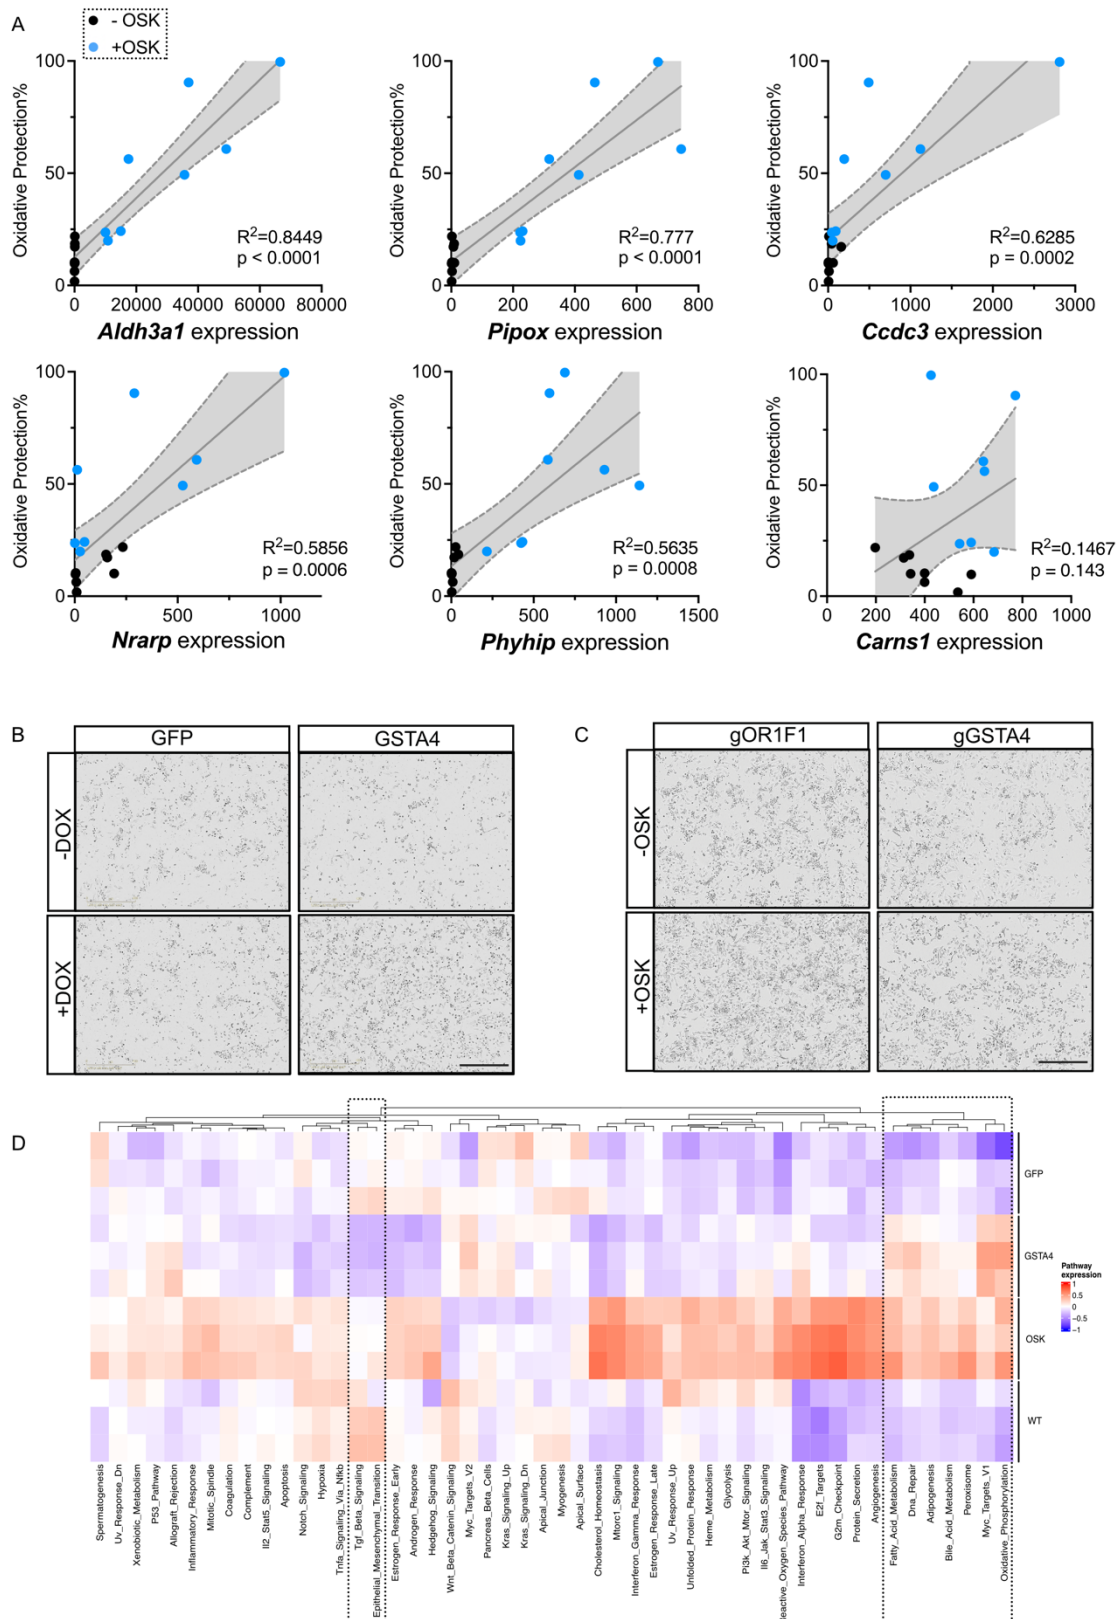 A
- OSK
+OSK
Oxidative Protection%
100
50
0
R²=0.8449
p < 0.0001
0 20000 40000 60000 80000
Aldh3a1 expression
Oxidative Protection%
100
50
0
R²=0.777
p < 0.0001
0 200 400 600 800
Pipox expression
Oxidative Protection%
100
50
0
R²=0.6285
p = 0.0002
0 1000 2000 3000
Ccdc3 expression
Oxidative Protection%
100
50
0
R²=0.5856
p = 0.0006
0 500 1000
Nrarp expression
Oxidative Protection%
100
50
0
R²=0.5635
p = 0.0008
0 500 1000 1500
Phyhip expression
Oxidative Protection%
100
50
0
R²=0.1467
p = 0.143
0 200 400 600 800 1000
Carns1 expression
B
GFP
GSTA4
-DOX
+DOX
C
gOR1F1
gGSTA4
-OSK
+OSK
D
GFP
GSTA4
OSK
WT
Pathway
expression
1
0.5
0
−0.5
−1
Spermatogenesis
Uv_Response_Dn
Xenobiotic_Metabolism
P53_Pathway
Allograft_Rejection
Inflammatory_Response
Mitotic_Spindle
Coagulation
Complement
Il2_Stat5_Signaling
Apoptosis
Notch_Signaling
Hypoxia
Tnfa_Signaling_Via_Nfkb
Tgf_Beta_Signaling
Epithelial_Mesenchymal_Transition
Estrogen_Response_Early
Androgen_Response
Hedgehog_Signaling
Wnt_Beta_Catenin_Signaling
Myc_Targets_V2
Pancreas_Beta_Cells
Kras_Signaling_Up
Kras_Signaling_Dn
Apical_Junction
Myogenesis
Apical_Surface
Cholesterol_Homeostasis
Mtorc1_Signaling
Interferon_Gamma_Response
Estrogen_Response_Late
Uv_Response_Up
Unfolded_Protein_Response
Heme_Metabolism
Glycolysis
Pi3k_Akt_Mtor_Signaling
Il6_Jak_Stat3_Signaling
eactive_Oxygen_Species_Pathway
Interferon_Alpha_Response
E2f_Targets
G2m_Checkpoint
Protein_Secretion
Angiogenesis
Fatty_Acid_Metabolism
Dna_Repair
Adipogenesis
Bile_Acid_Metabolism
Peroxisome
Myc_Targets_V1
Oxidative_Phosphorylation